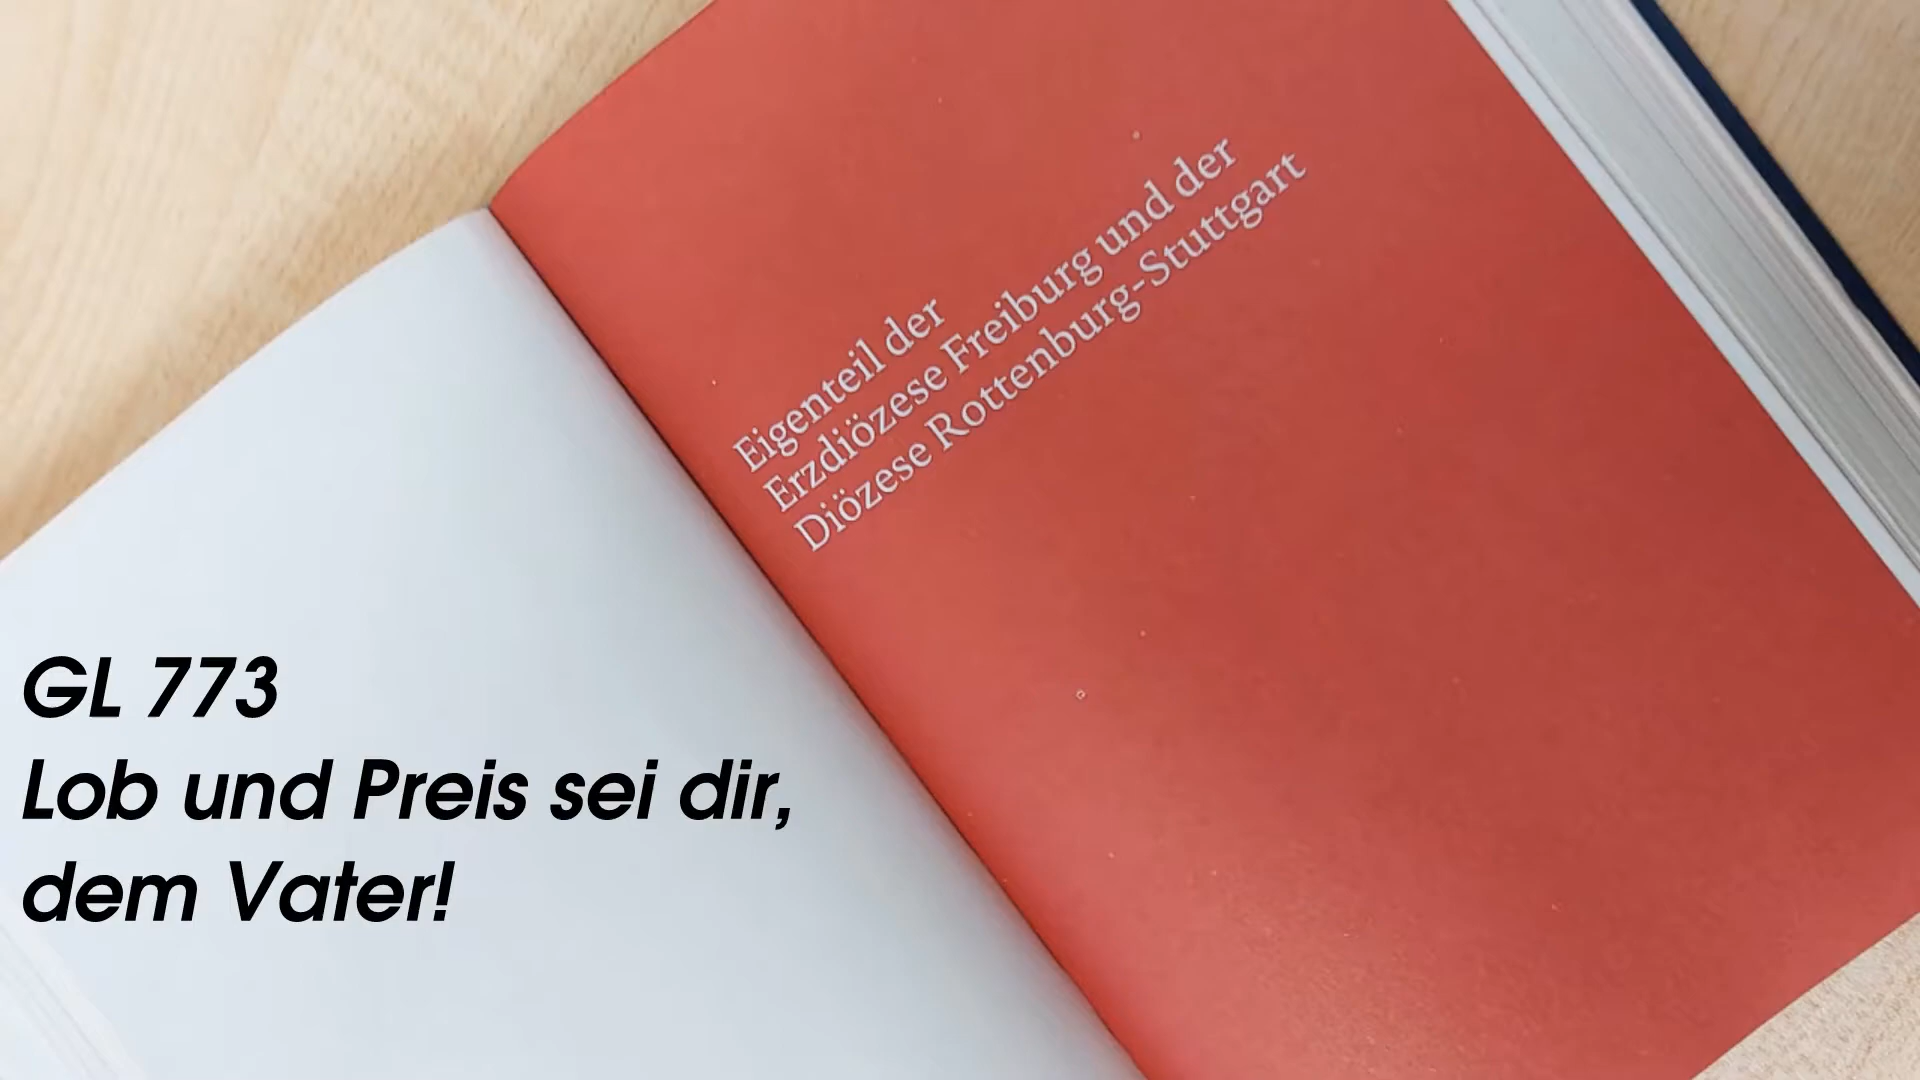 Eigenteil der
Erzdiözese Freiburg und der
Diözese Rottenburg-Stuttgart
GL 773
Lob und Preis sei dir,
dem Vater!